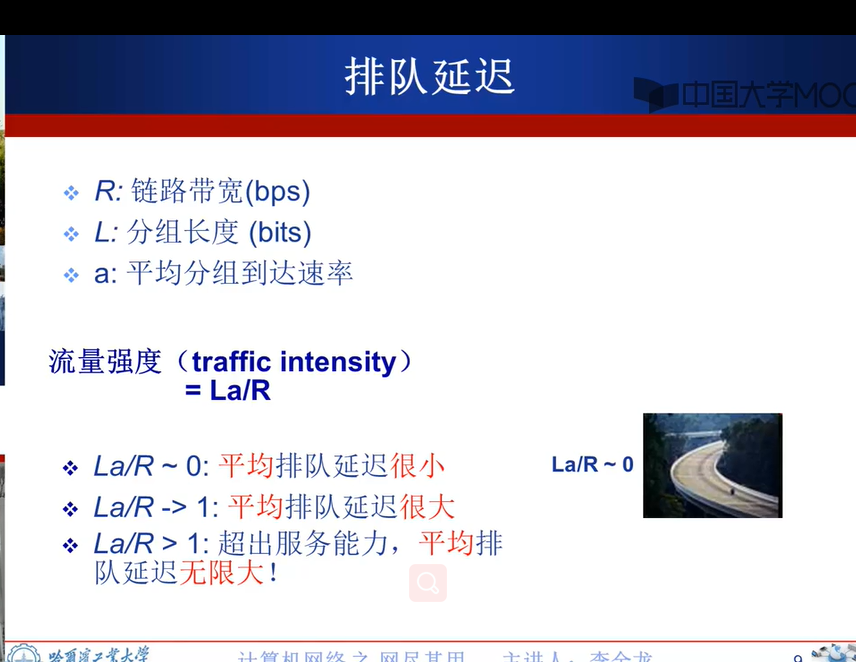 排队延迟
中国大学MOO
R: 链路带宽(bps)
L: 分组长度 (bits)
a: 平均分组到达速率
流量强度（traffic intensity）
= La/R
La/R ~ 0: 平均排队延迟很小
La/R ~ 0
La/R -> 1: 平均排队延迟很大
La/R > 1: 超出服务能力，平均排
队延迟无限大！
哈尔滨工业大学
计算机网络之
主讲人：李全龙
9